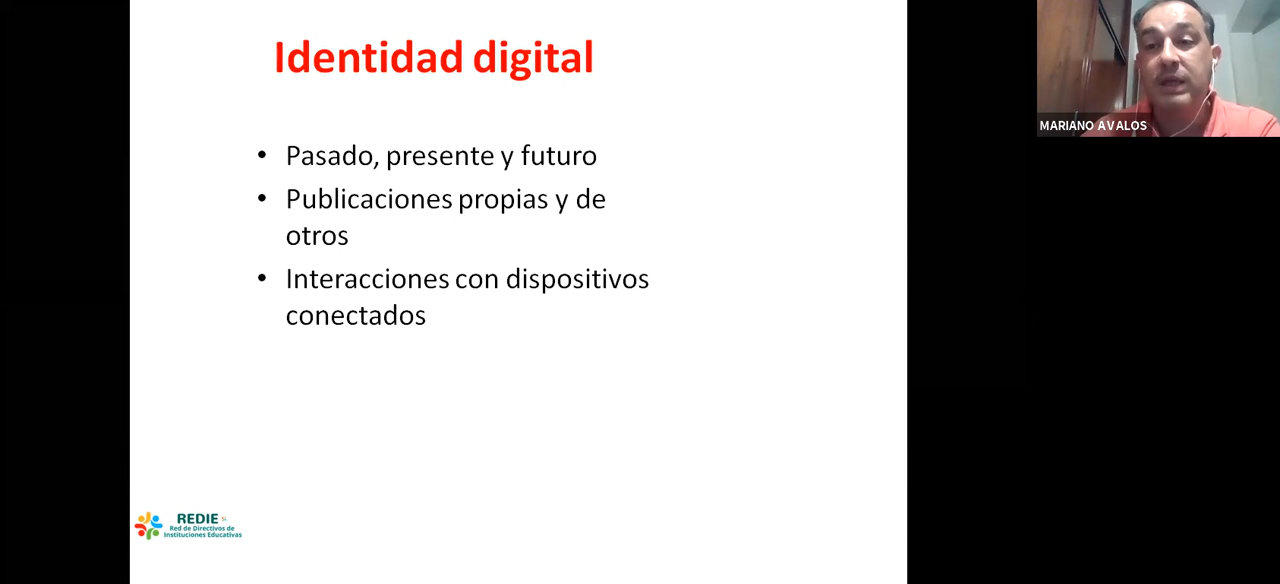 Identidad digital
• Pasado, presente y futuro
• Publicaciones propias y de
otros
• Interacciones con dispositivos
conectados
REDIE
Red de Directivos de
Instituciones Educativas
MARIANO AVALOS